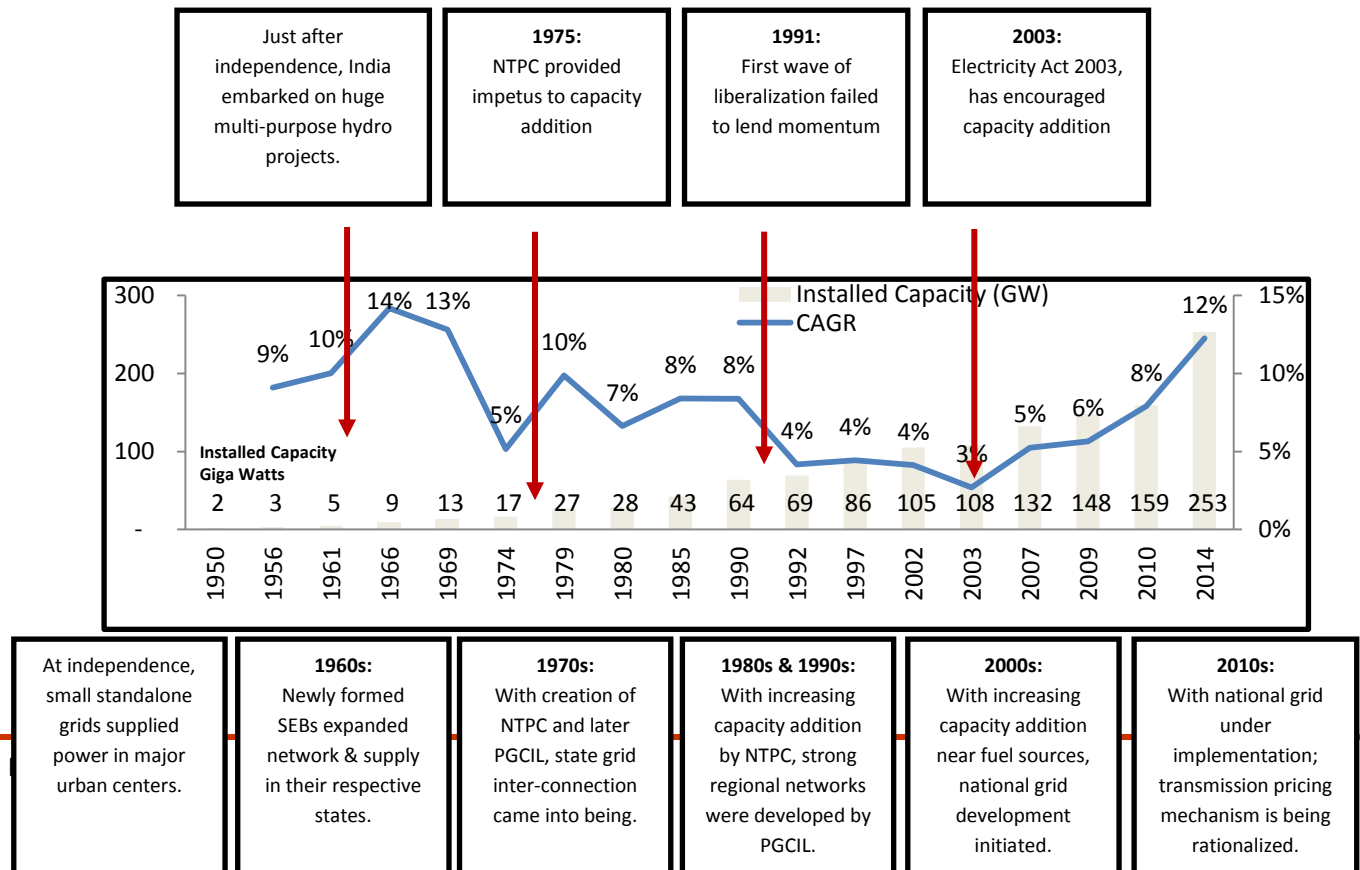 Just after
independence, India
embarked on huge
multi-purpose hydro
projects.
1975:
NTPC provided
impetus to capacity
addition
1991:
First wave of
liberalization failed
to lend momentum
2003:
Electricity Act 2003,
has encouraged
capacity addition
Installed Capacity (GW)
CAGR
300
200
100
-
15%
10%
5%
0%
9%
10%
14%
13%
5%
10%
7%
8%
8%
4%
4%
4%
3%
5%
6%
8%
12%
Installed Capacity
Giga Watts
2 3 5 9 13 17 27 28 43 64 69 86 105 108 132 148 159 253
1950 1956 1961 1966 1969 1974 1979 1980 1985 1990 1992 1997 2002 2003 2007 2009 2010 2014
At independence,
small standalone
grids supplied
power in major
urban centers.
1960s:
Newly formed
SEBs expanded
network & supply
in their respective
states.
1970s:
With creation of
NTPC and later
PGCIL, state grid
inter-connection
came into being.
1980s & 1990s:
With increasing
capacity addition
by NTPC, strong
regional networks
were developed by
PGCIL.
2000s:
With increasing
capacity addition
near fuel sources,
national grid
development
initiated.
2010s:
With national grid
under
implementation;
transmission pricing
mechanism is being
rationalized.